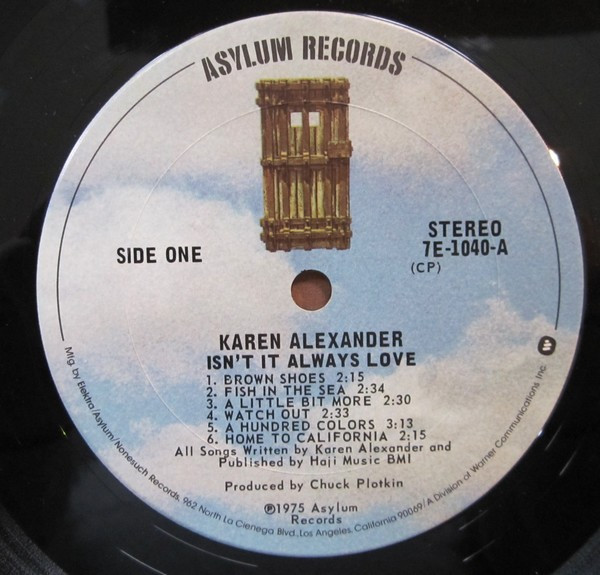 ASYLUM RECORDS
SIDE ONE
STEREO
7E-1040-A
(CP)
KAREN ALEXANDER
ISN'T IT ALWAYS LOVE
1. BROWN SHOES 2:15
2. FISH IN THE SEA 2:34
3. A LITTLE BIT MORE 2:30
4. WATCH OUT 2:33
5. A HUNDRED COLORS 3:13
6. HOME TO CALIFORNIA 2:15
All Songs Written by Karen Alexander and
Published by Haji Music BMI
Produced by Chuck Plotkin
℗1975 Asylum
Records
Mfg. by Elektra/Asylum/Nonesuch Records, 962 North La Cienega Blvd., Los Angeles, California 90069/A Division of Warner Communications Inc.